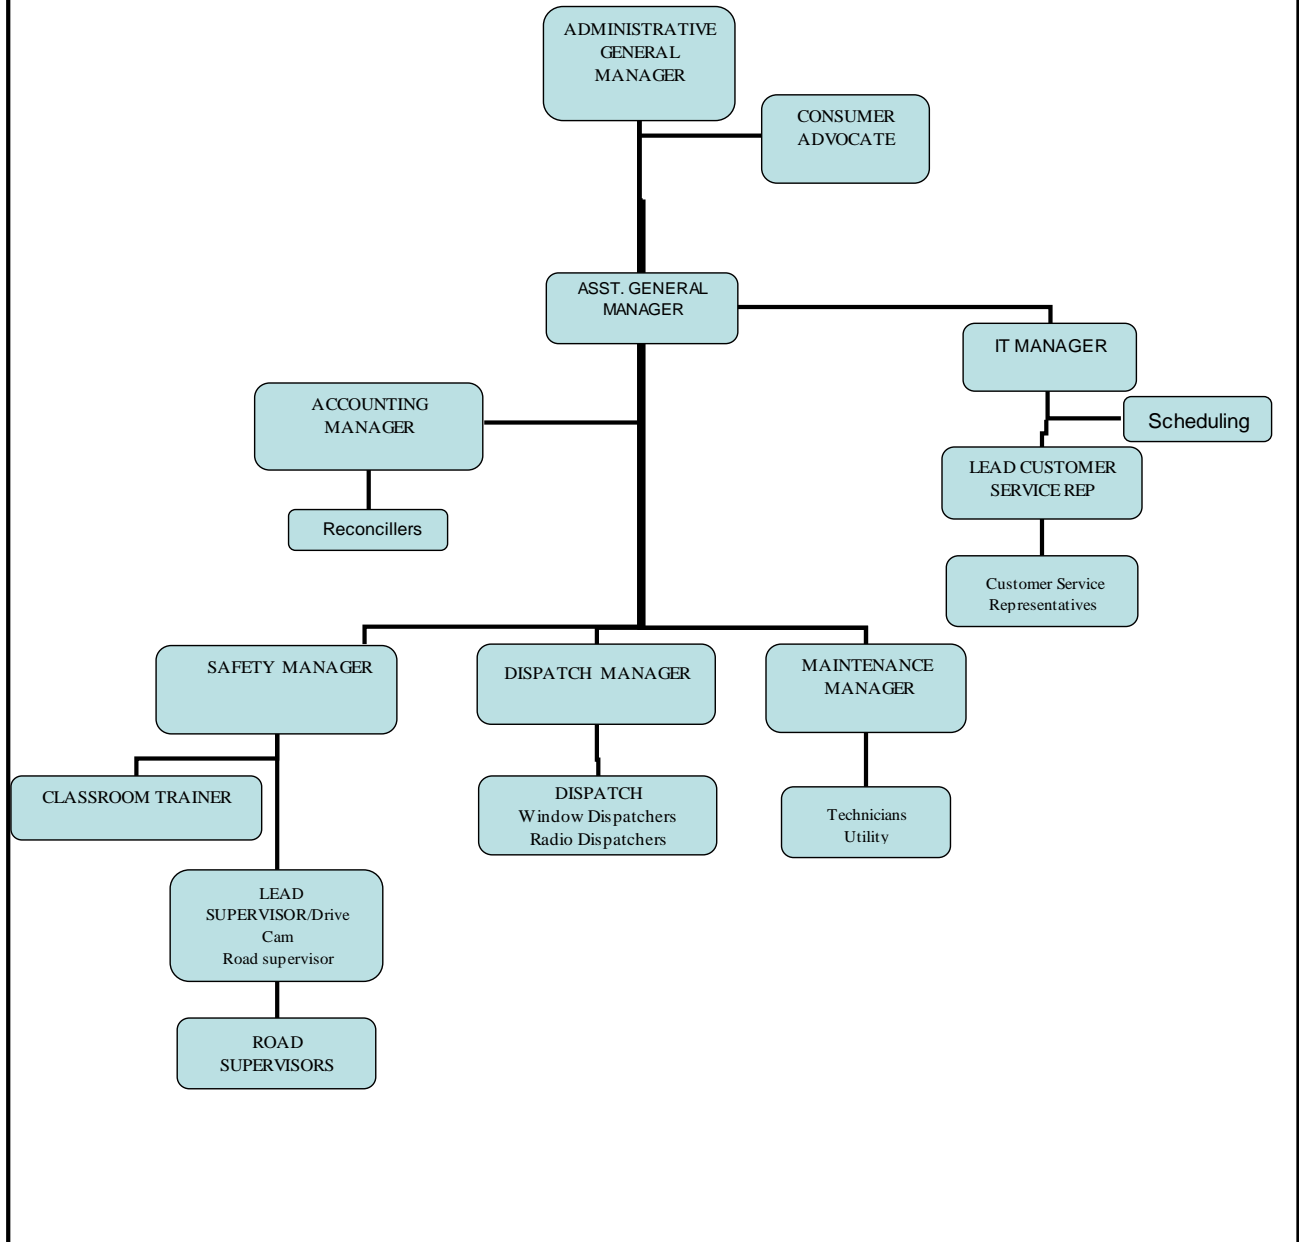 ADMINISTRATIVE
GENERAL
MANAGER
CONSUMER
ADVOCATE
ASST. GENERAL
MANAGER
IT MANAGER
ACCOUNTING
MANAGER
Scheduling
LEAD CUSTOMER
SERVICE REP
Reconcillers
Customer Service
Representatives
SAFETY MANAGER
DISPATCH MANAGER
MAINTENANCE
MANAGER
CLASSROOM TRAINER
DISPATCH
Window Dispatchers
Radio Dispatchers
Technicians
Utility
LEAD
SUPERVISOR/Drive
Cam
Road supervisor
ROAD
SUPERVISORS